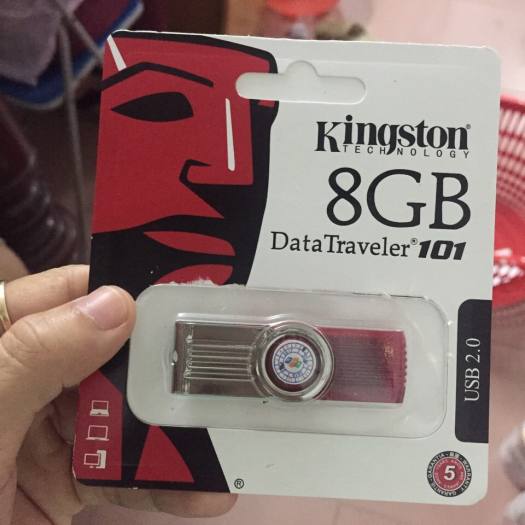 Kingston®
TECHNOLOGY
8GB
DataTraveler® 101
USB 2.0
5
®